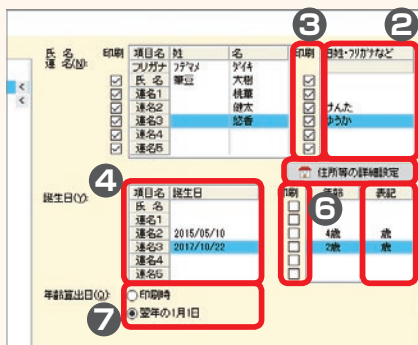 ③ ②
氏 名 印刷 項目名 姓 名 印刷 旧姓・フリガナなど
連 名(N): フリガナ フデマメ ダイキ
氏 名 筆豆 大樹
連名1 桃華
連名2 健太 けんた
連名3 悠香 ゆうか
連名4
連名5
住所等の詳細設定
④ ⑥
誕生日(Y): 項目名 誕生日 印刷 年齢 表記
氏 名
連名1
連名2 2015/05/10 4歳 歳
連名3 2017/10/22 2歳 歳
連名4
連名5
年齢算出日(Q): 印刷時
⑦ 翌年の1月1日